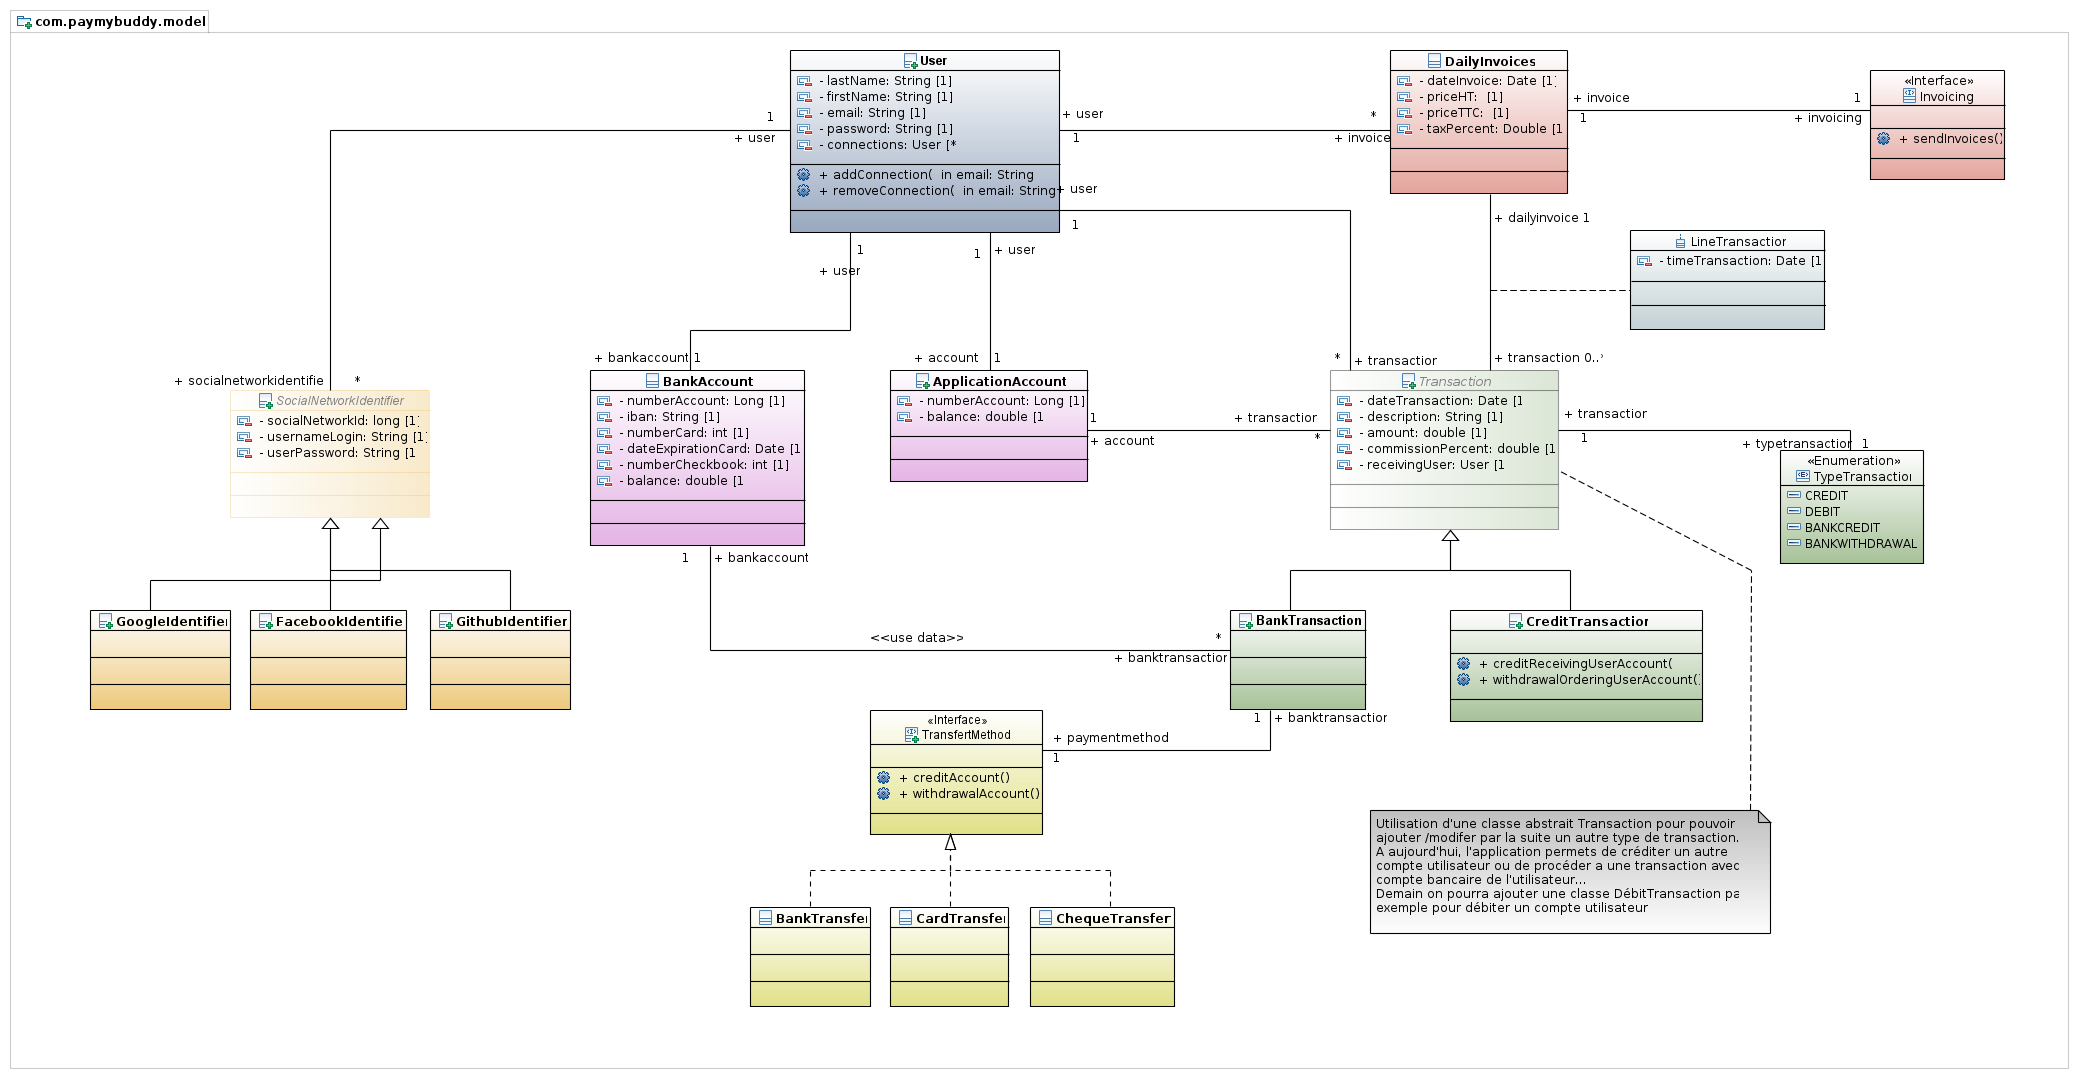 com.paymybuddy.model
User
- lastName: String [1]
- firstName: String [1]
- email: String [1]
- password: String [1]
- connections: User [*
+ addConnection(  in email: String
+ removeConnection(  in email: String
DailyInvoices
- dateInvoice: Date [1]
- priceHT:  [1]
- priceTTC:  [1]
- taxPercent: Double [1
«Interface»
Invoicing
+ sendInvoices()
+ invoice
1
1
+ invoicing
1
+ user
+ user
1
*
+ invoice
+ user
1
+ dailyinvoice 1
LineTransaction
- timeTransaction: Date [1
1
+ user
1
+ user
+ bankaccount 1
+ account 1
* + transaction
+ transaction 0..*
+ socialnetworkidentifie *
SocialNetworkIdentifier
- socialNetworkId: long [1]
- usernameLogin: String [1]
- userPassword: String [1
BankAccount
- numberAccount: Long [1]
- iban: String [1]
- numberCard: int [1]
- dateExpirationCard: Date [1
- numberCheckbook: int [1]
- balance: double [1
ApplicationAccount
- numberAccount: Long [1]
- balance: double [1
1
+ account
+ transaction
*
Transaction
- dateTransaction: Date [1
- description: String [1]
- amount: double [1]
- commissionPercent: double [1
- receivingUser: User [1
+ transaction
1
+ typetransaction 1
«Enumeration»
TypeTransaction
CREDIT
DEBIT
BANKCREDIT
BANKWITHDRAWAL
1 + bankaccount
GoogleIdentifier
FacebookIdentifie
GithubIdentifier
<<use data>>
*
+ banktransaction
BankTransaction
CreditTransaction
+ creditReceivingUserAccount(
+ withdrawalOrderingUserAccount()
1 + banktransaction
«Interface»
TransfertMethod
+ creditAccount()
+ withdrawalAccount()
+ paymentmethod
1
Utilisation d'une classe abstrait Transaction pour pouvoir
ajouter /modifer par la suite un autre type de transaction.
A aujourd'hui, l'application permets de créditer un autre
compte utilisateur ou de procéder a une transaction avec
compte bancaire de l'utilisateur...
Demain on pourra ajouter une classe DébitTransaction pa
exemple pour débiter un compte utilisateur
BankTransfer
CardTransfer
ChequeTransfer